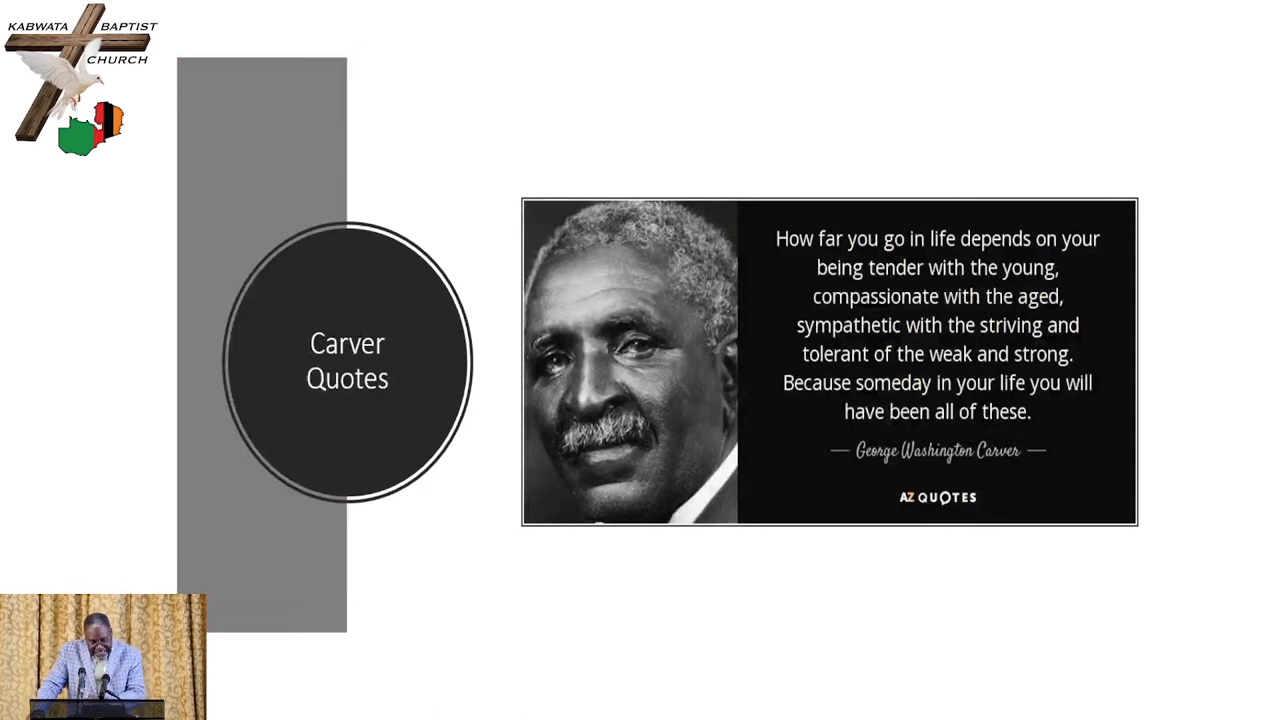 KABWATA BAPTIST
CHURCH
Carver
Quotes
How far you go in life depends on your
being tender with the young,
compassionate with the aged,
sympathetic with the striving and
tolerant of the weak and strong.
Because someday in your life you will
have been all of these.
— George Washington Carver —
AZ QUOTES